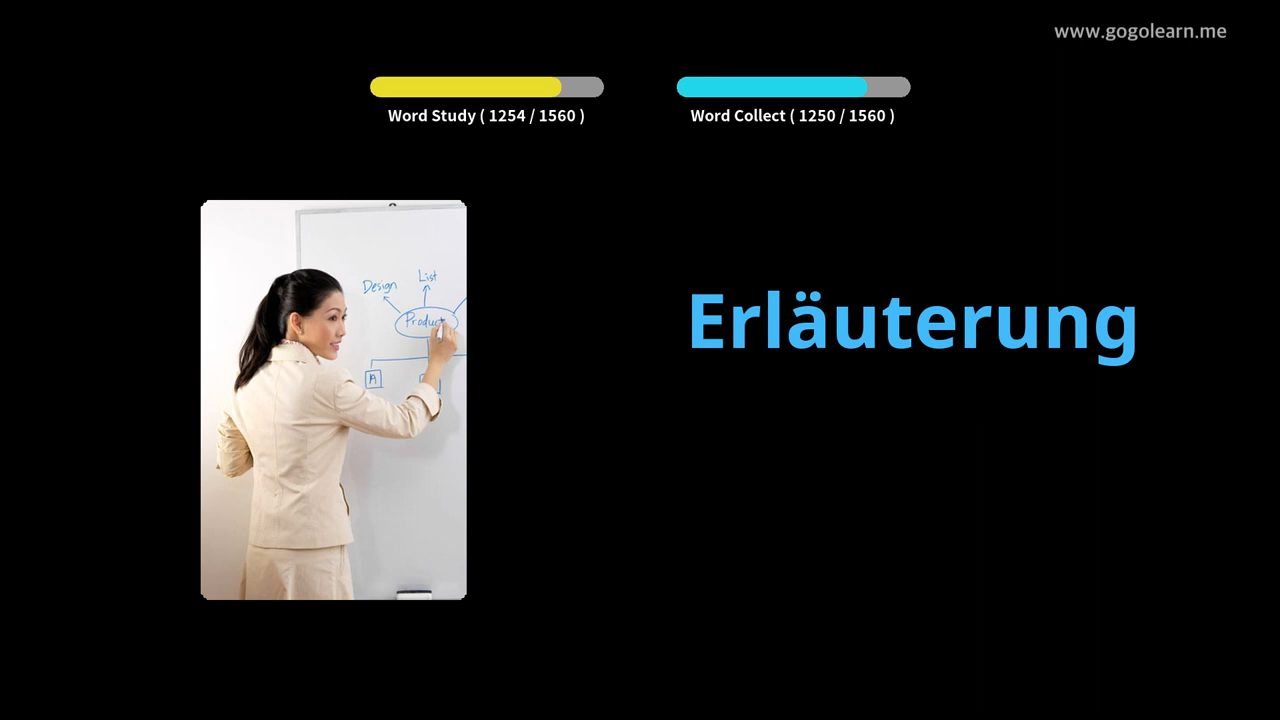 www.gogolearn.me
Word Study ( 1254 / 1560 )
Word Collect ( 1250 / 1560 )
List
Design
Product
Erläuterung
A